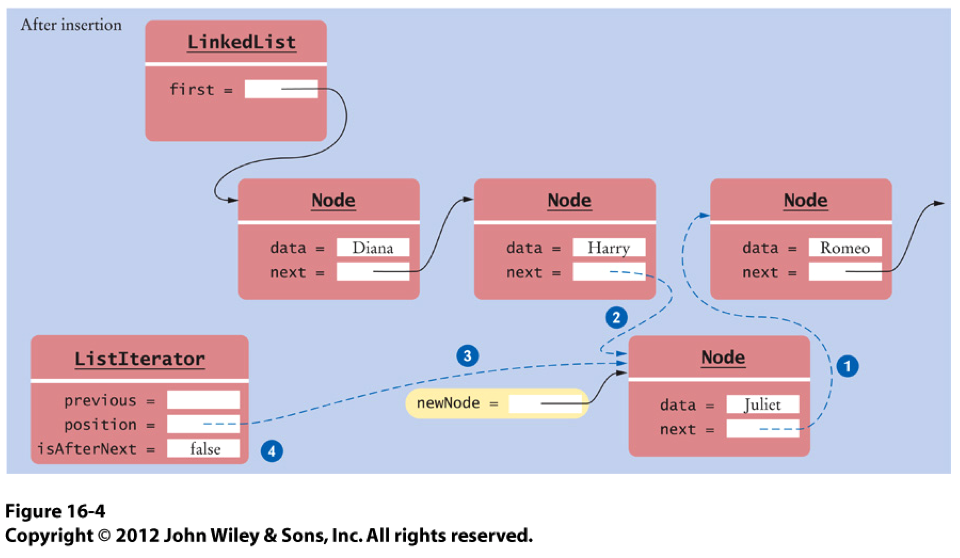 After insertion
LinkedList
first =
Node
data = Diana
next =
Node
data = Harry
next =
Node
data = Romeo
next =
2
1
3
4
ListIterator
previous =
position =
isAfterNext = false
newNode =
Node
data = Juliet
next =
Figure 16-4
Copyright © 2012 John Wiley & Sons, Inc. All rights reserved.